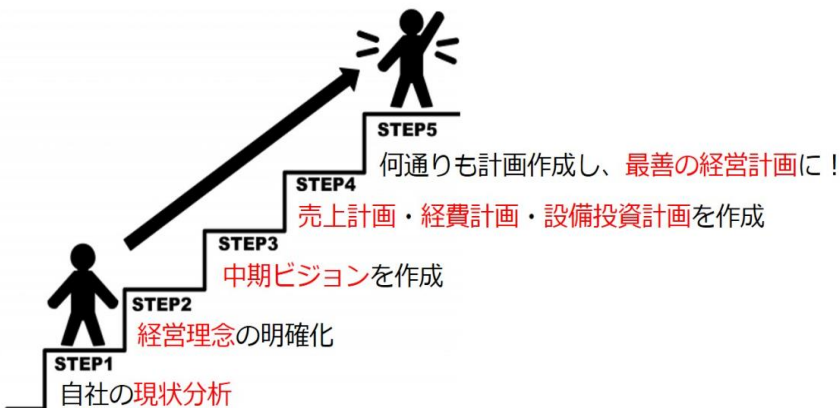 STEP5
何通りも計画作成し、最善の経営計画に！
STEP4
売上計画・経費計画・設備投資計画を作成
STEP3
中期ビジョンを作成
STEP2
経営理念の明確化
STEP1
自社の現状分析